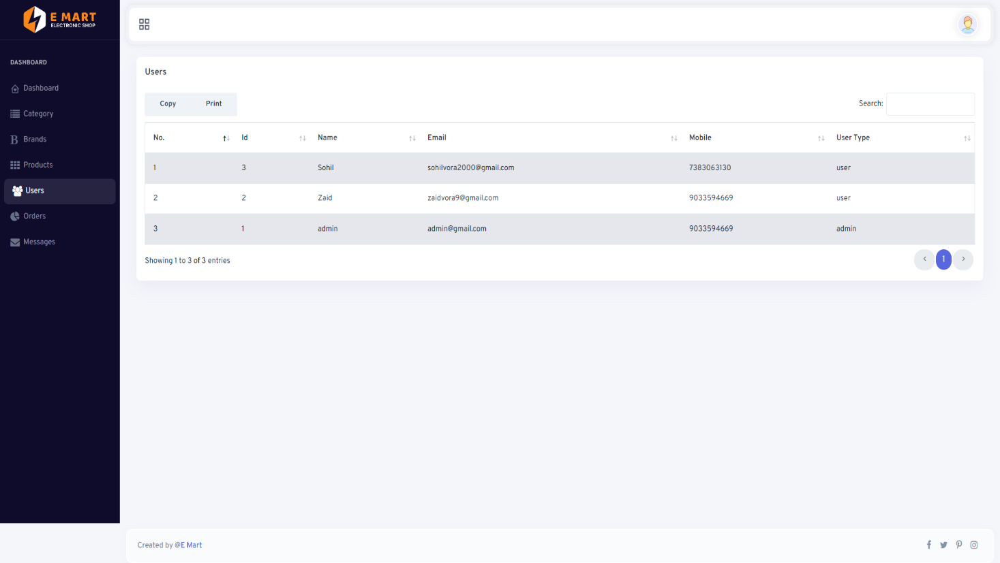 E MART
ELECTRONIC SHOP
DASHBOARD
Dashboard
Category
Brands
Products
Users
Orders
Messages
Users
Copy Print Search:
No. Id Name Email Mobile User Type
1 3 Sohil sohilvora2000@gmail.com 7383063130 user
2 2 Zaid zaidvora9@gmail.com 9033594669 user
3 1 admin admin@gmail.com 9033594669 admin
Showing 1 to 3 of 3 entries
1
Created by @E Mart